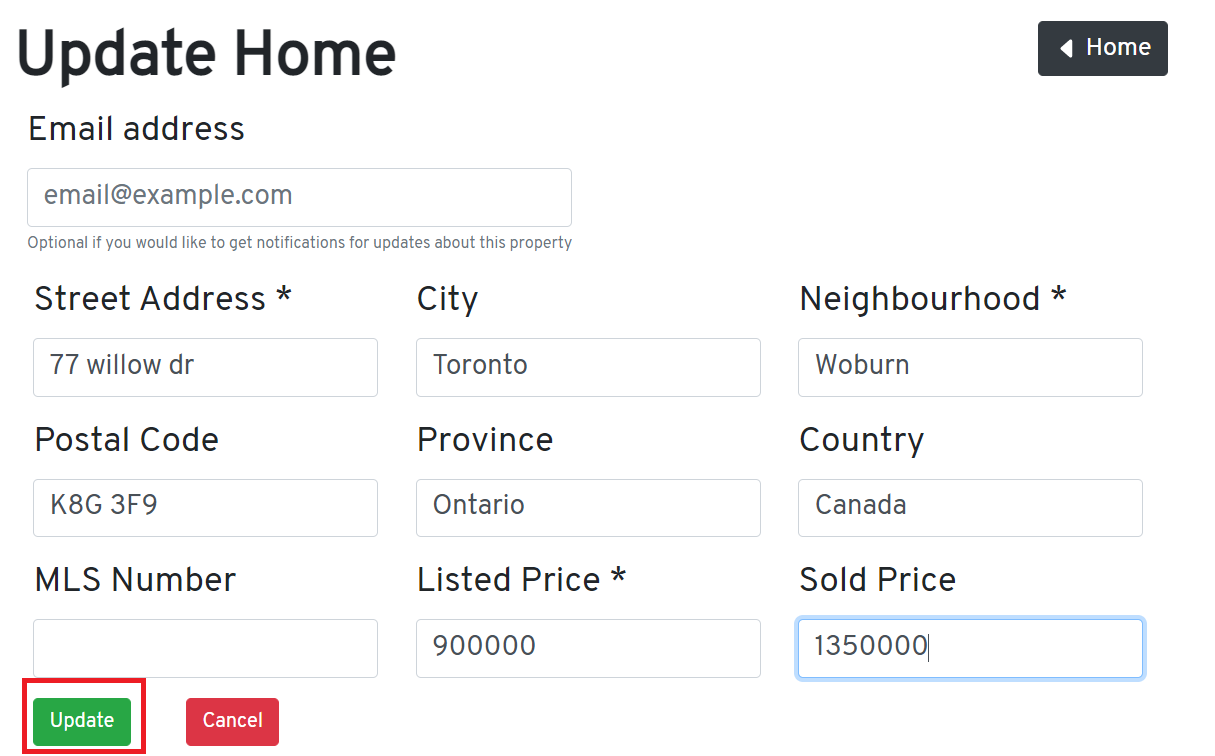 Update Home
Home
Email address
email@example.com
Optional if you would like to get notifications for updates about this property
Street Address * City Neighbourhood *
77 willow dr Toronto Woburn
Postal Code Province Country
K8G 3F9 Ontario Canada
MLS Number Listed Price * Sold Price
900000 1350000
Update Cancel